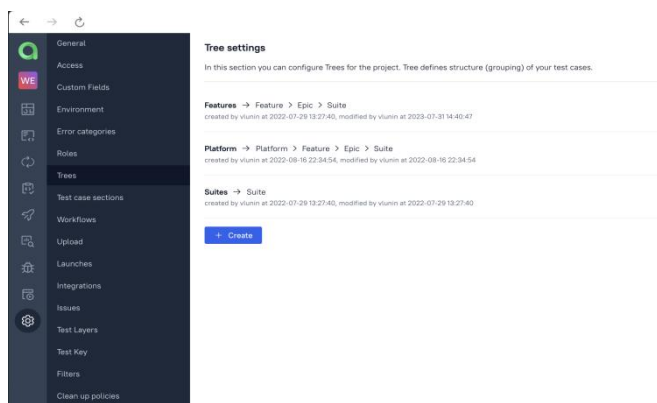 WE
General
Access
Custom Fields
Environment
Error categories
Roles
Trees
Test case sections
Workflows
Upload
Launches
Integrations
Issues
Test Layers
Test Key
Filters
Clean up policies
Tree settings
In this section you can configure Trees for the project. Tree defines structure (grouping) of your test cases.
Features → Feature > Epic > Suite
created by vlunin at 2022-07-29 13:27:40, modified by vlunin at 2023-07-31 14:40:47
Platform → Platform > Feature > Epic > Suite
created by vlunin at 2022-08-16 22:34:54, modified by vlunin at 2022-08-16 22:34:54
Suites → Suite
created by vlunin at 2022-07-29 13:27:40, modified by vlunin at 2022-07-29 13:27:40
+ Create